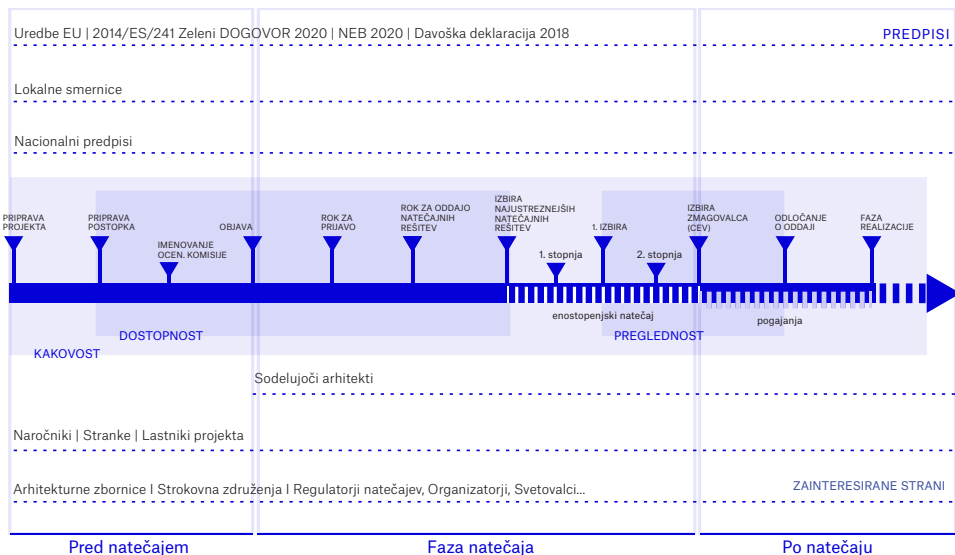 Uredbe EU | 2014/ES/241 Zeleni DOGOVOR 2020 | NEB 2020 | Davoška deklaracija 2018
PREDPISI
Lokalne smernice
Nacionalni predpisi
PRIPRAVA
PROJEKTA
PRIPRAVA
POSTOPKA
IMENOVANJE
OCEN. KOMISIJE
OBJAVA
ROK ZA
PRIJAVO
ROK ZA ODDAJO
NATEČAJNIH
REŠITEV
IZBIRA
NAJUSTREZNEJŠIH
NATEČAJNIH
REŠITEV
1. stopnja
1. IZBIRA
2. stopnja
IZBIRA
ZMAGOVALCA
(CEV)
ODLOČANJE
O ODDAJI
FAZA
REALIZACIJE
enostopenjski natečaj
pogajanja
DOSTOPNOST
PREGLEDNOST
KAKOVOST
Sodelujoči arhitekti
Naročniki | Stranke | Lastniki projekta
Arhitekturne zbornice I Strokovna združenja I Regulatorji natečajev, Organizatorji, Svetovalci...
ZAINTERESIRANE STRANI
Pred natečajem
Faza natečaja
Po natečaju